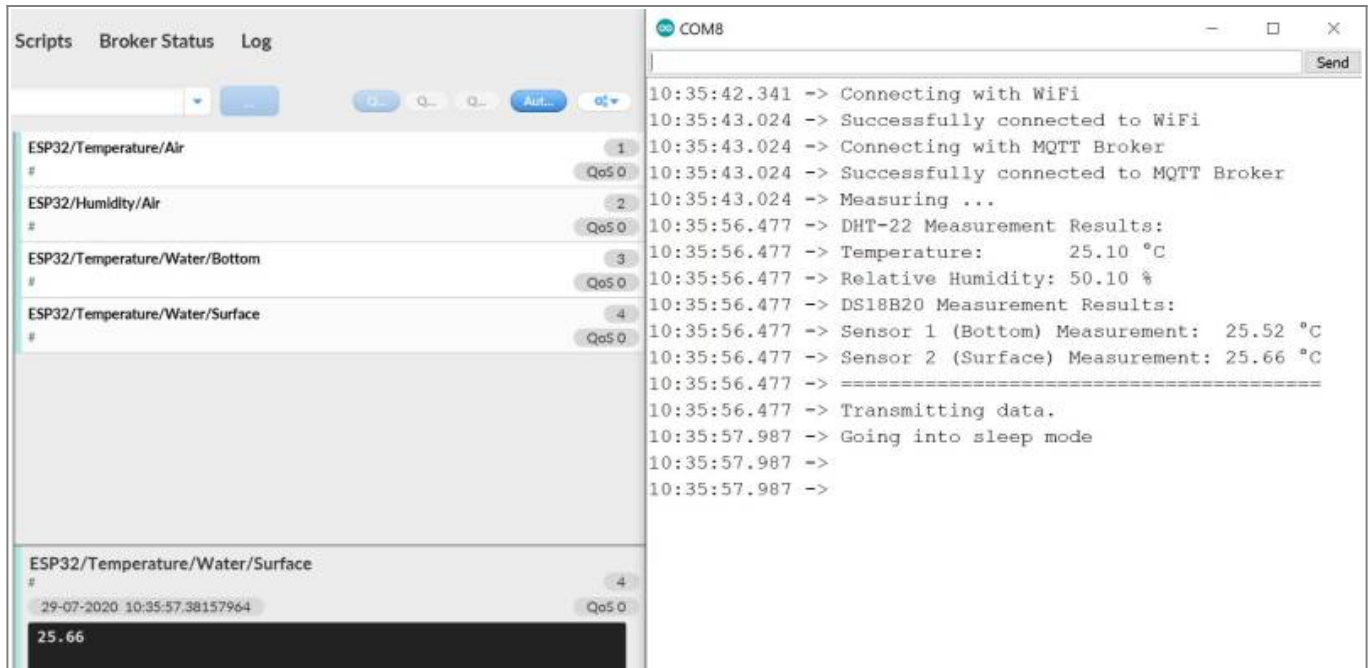 Scripts Broker Status Log
... Q... Q... Q... Aut...
ESP32/Temperature/Air 1
# QoS 0
ESP32/Humidity/Air 2
# QoS 0
ESP32/Temperature/Water/Bottom 3
# QoS 0
ESP32/Temperature/Water/Surface 4
# QoS 0
ESP32/Temperature/Water/Surface
# 4
29-07-2020 10:35:57.38157964 QoS 0
25.66
COM8
Send
10:35:42.341 -> Connecting with WiFi
10:35:43.024 -> Successfully connected to WiFi
10:35:43.024 -> Connecting with MQTT Broker
10:35:43.024 -> Successfully connected to MQTT Broker
10:35:43.024 -> Measuring ...
10:35:56.477 -> DHT-22 Measurement Results:
10:35:56.477 -> Temperature: 25.10 °C
10:35:56.477 -> Relative Humidity: 50.10 %
10:35:56.477 -> DS18B20 Measurement Results:
10:35:56.477 -> Sensor 1 (Bottom) Measurement: 25.52 °C
10:35:56.477 -> Sensor 2 (Surface) Measurement: 25.66 °C
10:35:56.477 -> ========================================
10:35:56.477 -> Transmitting data.
10:35:57.987 -> Going into sleep mode
10:35:57.987 ->
10:35:57.987 ->